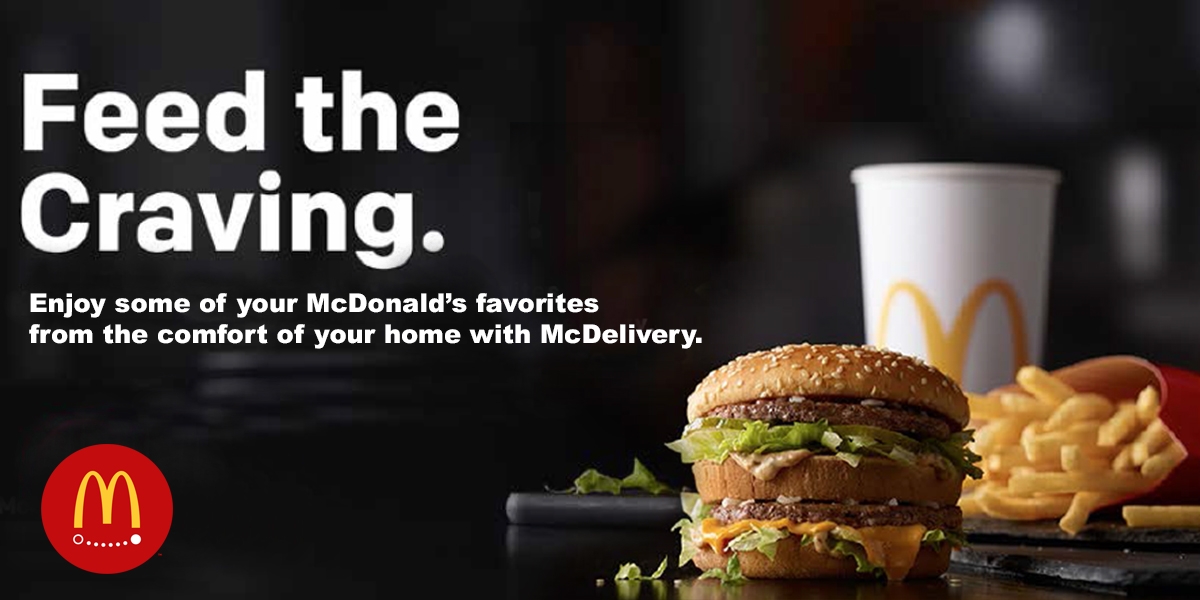 Feed the
Craving.
Enjoy some of your McDonald’s favorites
from the comfort of your home with McDelivery.